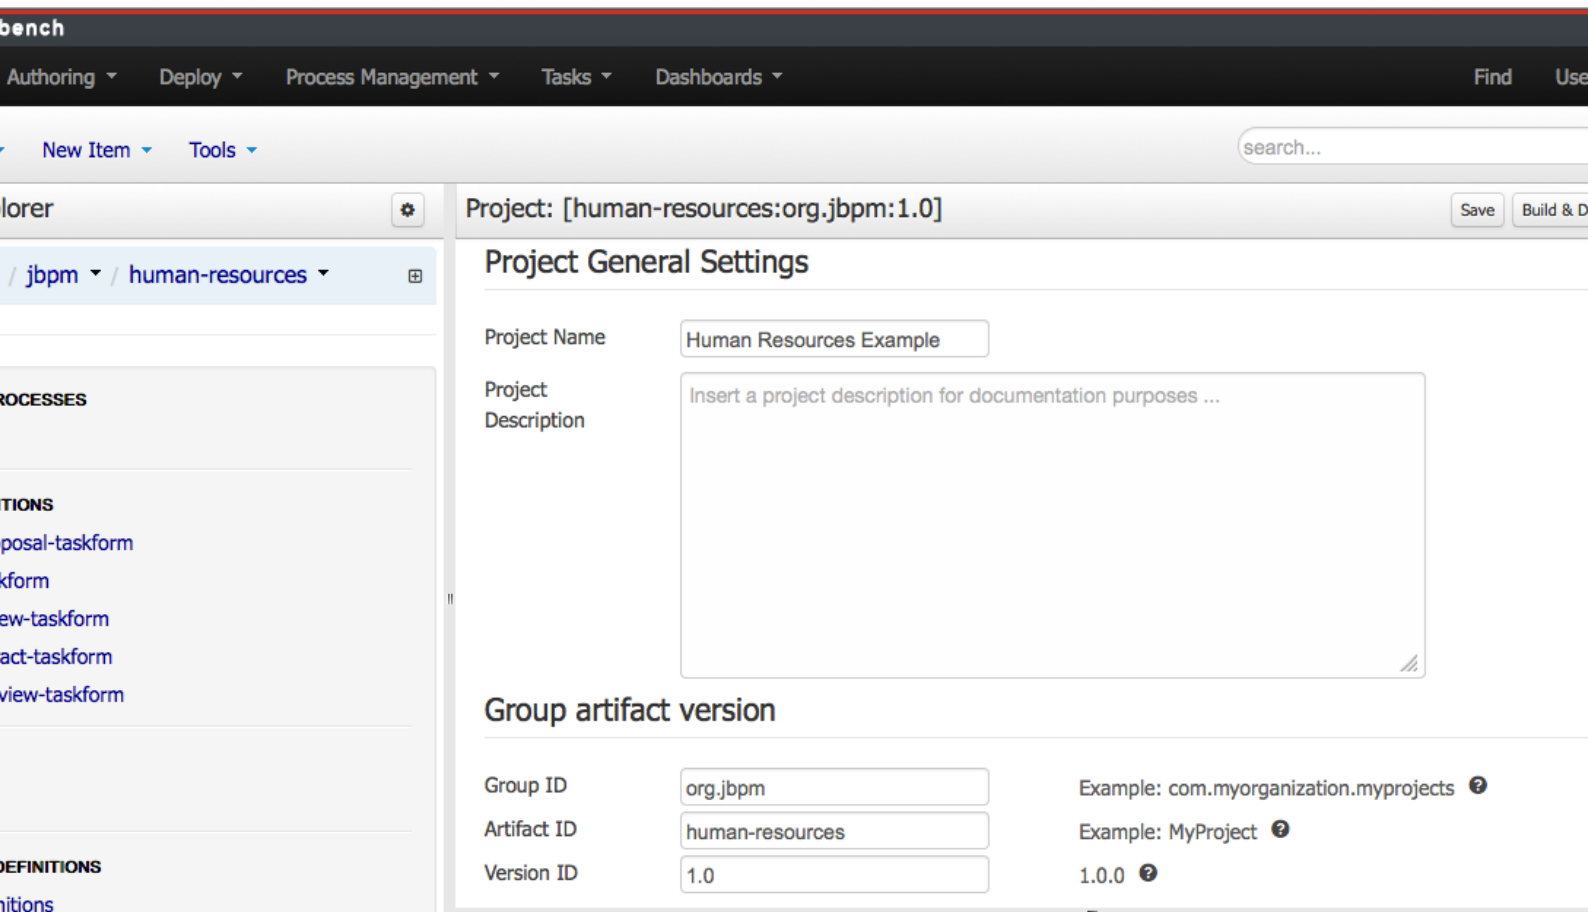 bench
Authoring Deploy Process Management Tasks Dashboards Find Use
New Item Tools search...
lorer
Project: [human-resources:org.jbpm:1.0] Save Build & D
/ jbpm / human-resources
Project General Settings
Project Name Human Resources Example
Project Description Insert a project description for documentation purposes ...
ROCESSES
ITIONS
posal-taskform
kform
ew-taskform
act-taskform
view-taskform
Group artifact version
Group ID org.jbpm Example: com.myorganization.myprojects
Artifact ID human-resources Example: MyProject
Version ID 1.0 1.0.0
DEFINITIONS
nitions